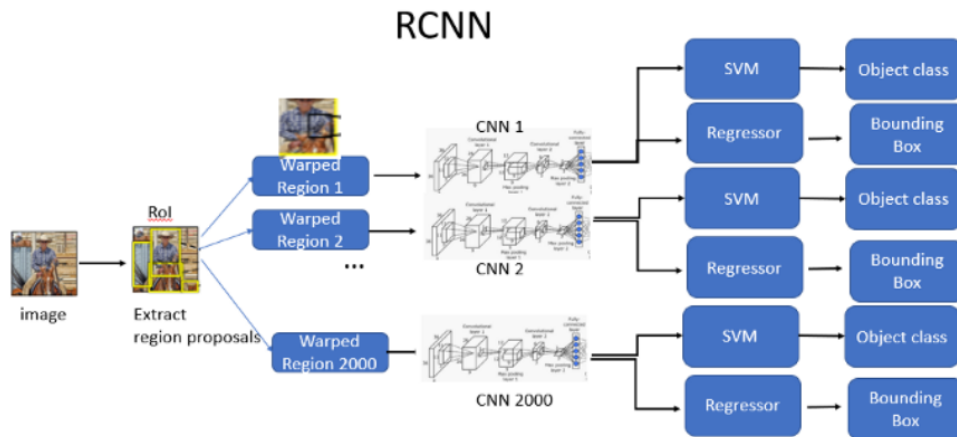 RCNN
SVM
Object class
CNN 1
Regressor
Bounding
Box
Warped
Region 1
RoI
Warped
Region 2
SVM
Object class
...
CNN 2
Regressor
Bounding
Box
image
Extract
region proposals
Warped
Region 2000
SVM
Object class
CNN 2000
Regressor
Bounding
Box